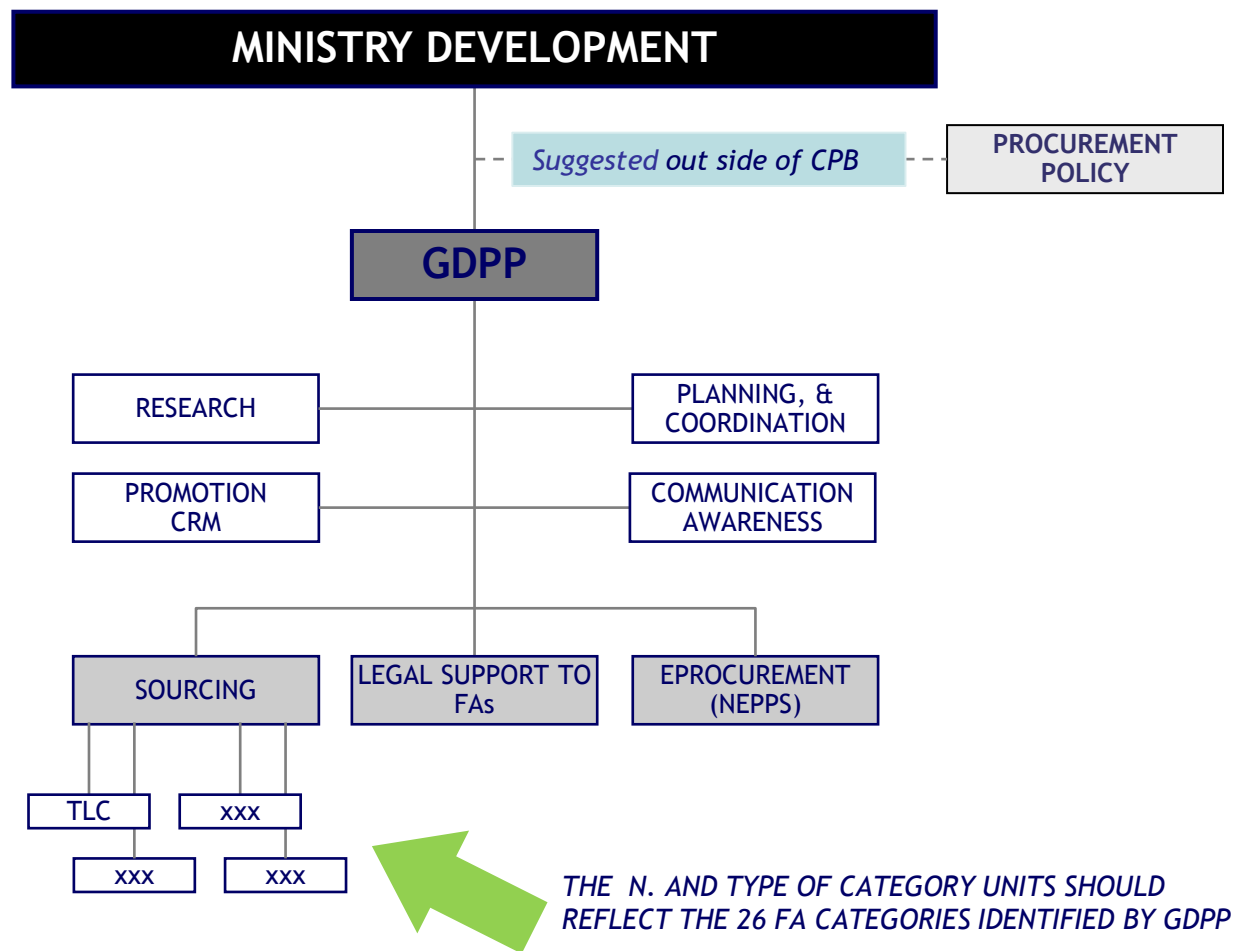 MINISTRY DEVELOPMENT
Suggested out side of CPB
PROCUREMENT
POLICY
GDPP
RESEARCH
PLANNING, &
COORDINATION
PROMOTION
CRM
COMMUNICATION
AWARENESS
SOURCING
LEGAL SUPPORT TO
FAs
EPROCUREMENT
(NEPPS)
TLC
xxx
xxx
xxx
THE N. AND TYPE OF CATEGORY UNITS SHOULD
REFLECT THE 26 FA CATEGORIES IDENTIFIED BY GDPP